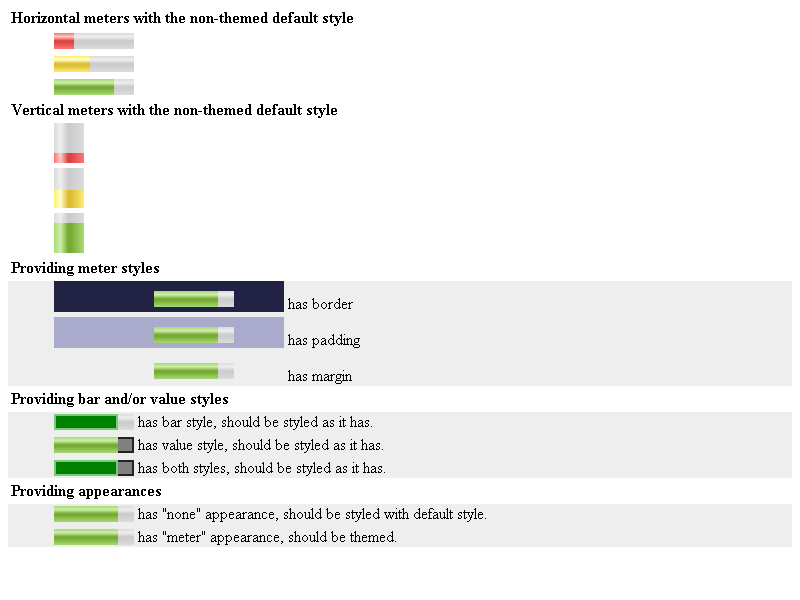 Horizontal meters with the non-themed default style
Vertical meters with the non-themed default style
Providing meter styles
has border
has padding
has margin
Providing bar and/or value styles
has bar style, should be styled as it has.
has value style, should be styled as it has.
has both styles, should be styled as it has.
Providing appearances
has "none" appearance, should be styled with default style.
has "meter" appearance, should be themed.